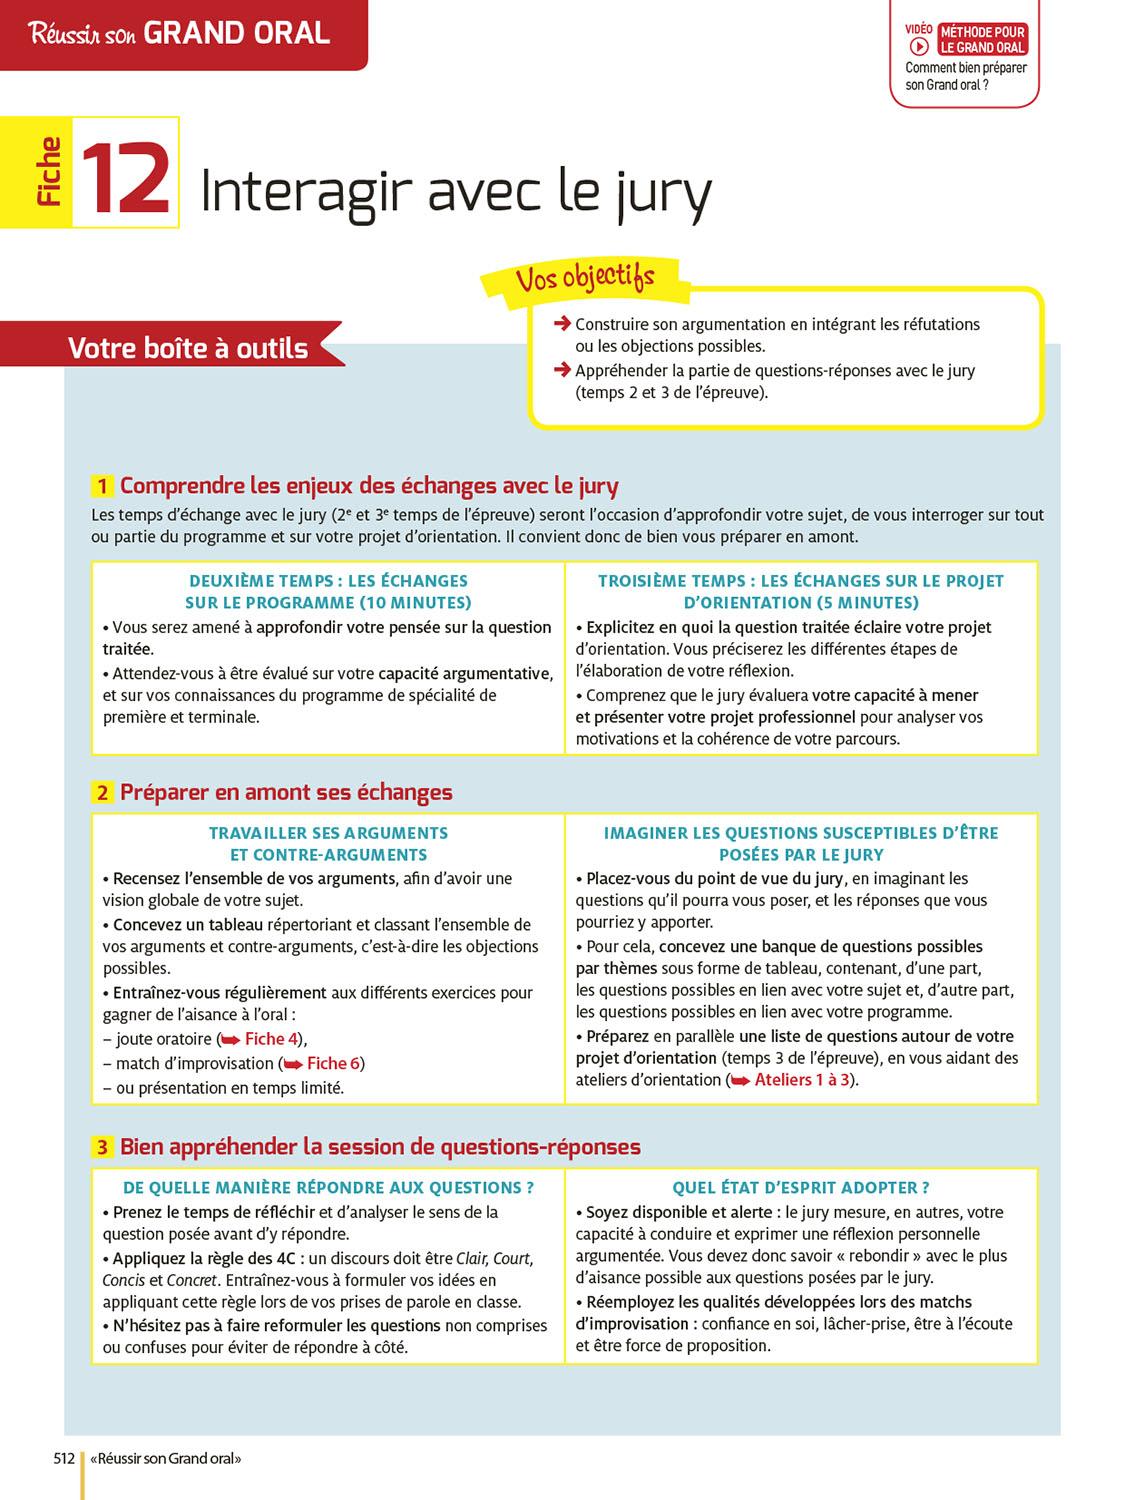 Réussir son GRAND ORAL
VIDÉO
MÉTHODE POUR
LE GRAND ORAL
Comment bien préparer
son Grand oral ?
Fiche
12
Interagir avec le jury
Vos objectifs
➔ Construire son argumentation en intégrant les réfutations
ou les objections possibles.
➔ Appréhender la partie de questions-réponses avec le jury
(temps 2 et 3 de l'épreuve).
Votre boîte à outils
1 Comprendre les enjeux des échanges avec le jury
Les temps d'échange avec le jury (2e et 3e temps de l'épreuve) seront l'occasion d'approfondir votre sujet, de vous interroger sur tout
ou partie du programme et sur votre projet d'orientation. Il convient donc de bien vous préparer en amont.
DEUXIÈME TEMPS : LES ÉCHANGES
SUR LE PROGRAMME (10 MINUTES)
• Vous serez amené à approfondir votre pensée sur la question
traitée.
• Attendez-vous à être évalué sur votre capacité argumentative,
et sur vos connaissances du programme de spécialité de
première et terminale.
TROISIÈME TEMPS : LES ÉCHANGES SUR LE PROJET
D'ORIENTATION (5 MINUTES)
• Explicitez en quoi la question traitée éclaire votre projet
d'orientation. Vous préciserez les différentes étapes de
l'élaboration de votre réflexion.
• Comprenez que le jury évaluera votre capacité à mener
et présenter votre projet professionnel pour analyser vos
motivations et la cohérence de votre parcours.
2 Préparer en amont ses échanges
TRAVAILLER SES ARGUMENTS
ET CONTRE-ARGUMENTS
• Recensez l'ensemble de vos arguments, afin d'avoir une
vision globale de votre sujet.
• Concevez un tableau répertoriant et classant l'ensemble de
vos arguments et contre-arguments, c'est-à-dire les objections
possibles.
• Entraînez-vous régulièrement aux différents exercices pour
gagner de l'aisance à l'oral :
– joute oratoire (➥ Fiche 4),
– match d'improvisation (➥ Fiche 6)
– ou présentation en temps limité.
IMAGINER LES QUESTIONS SUSCEPTIBLES D'ÊTRE
POSÉES PAR LE JURY
• Placez-vous du point de vue du jury, en imaginant les
questions qu'il pourra vous poser, et les réponses que vous
pourriez y apporter.
• Pour cela, concevez une banque de questions possibles
par thèmes sous forme de tableau, contenant, d'une part,
les questions possibles en lien avec votre sujet et, d'autre part,
les questions possibles en lien avec votre programme.
• Préparez en parallèle une liste de questions autour de votre
projet d'orientation (temps 3 de l'épreuve), en vous aidant des
ateliers d'orientation (➥ Ateliers 1 à 3).
3 Bien appréhender la session de questions-réponses
DE QUELLE MANIÈRE RÉPONDRE AUX QUESTIONS ?
• Prenez le temps de réfléchir et d'analyser le sens de la
question posée avant d'y répondre.
• Appliquez la règle des 4C : un discours doit être Clair, Court,
Concis et Concret. Entraînez-vous à formuler vos idées en
appliquant cette règle lors de vos prises de parole en classe.
• N'hésitez pas à faire reformuler les questions non comprises
ou confuses pour éviter de répondre à côté.
QUEL ÉTAT D'ESPRIT ADOPTER ?
• Soyez disponible et alerte : le jury mesure, en autres, votre
capacité à conduire et exprimer une réflexion personnelle
argumentée. Vous devez donc savoir « rebondir » avec le plus
d'aisance possible aux questions posées par le jury.
• Réemployez les qualités développées lors des matchs
d'improvisation : confiance en soi, lâcher-prise, être à l'écoute
et être force de proposition.
512 «Réussir son Grand oral»